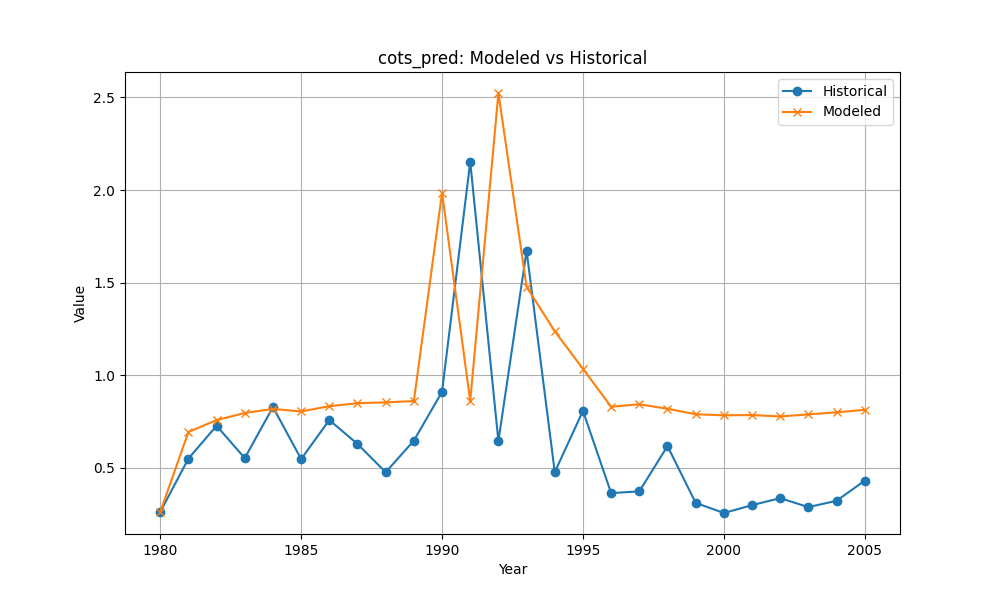 cots_pred: Modeled vs Historical
Historical
Modeled
2.5
2.0
1.5
1.0
0.5
Value
1980
1985
1990
1995
2000
2005
Year